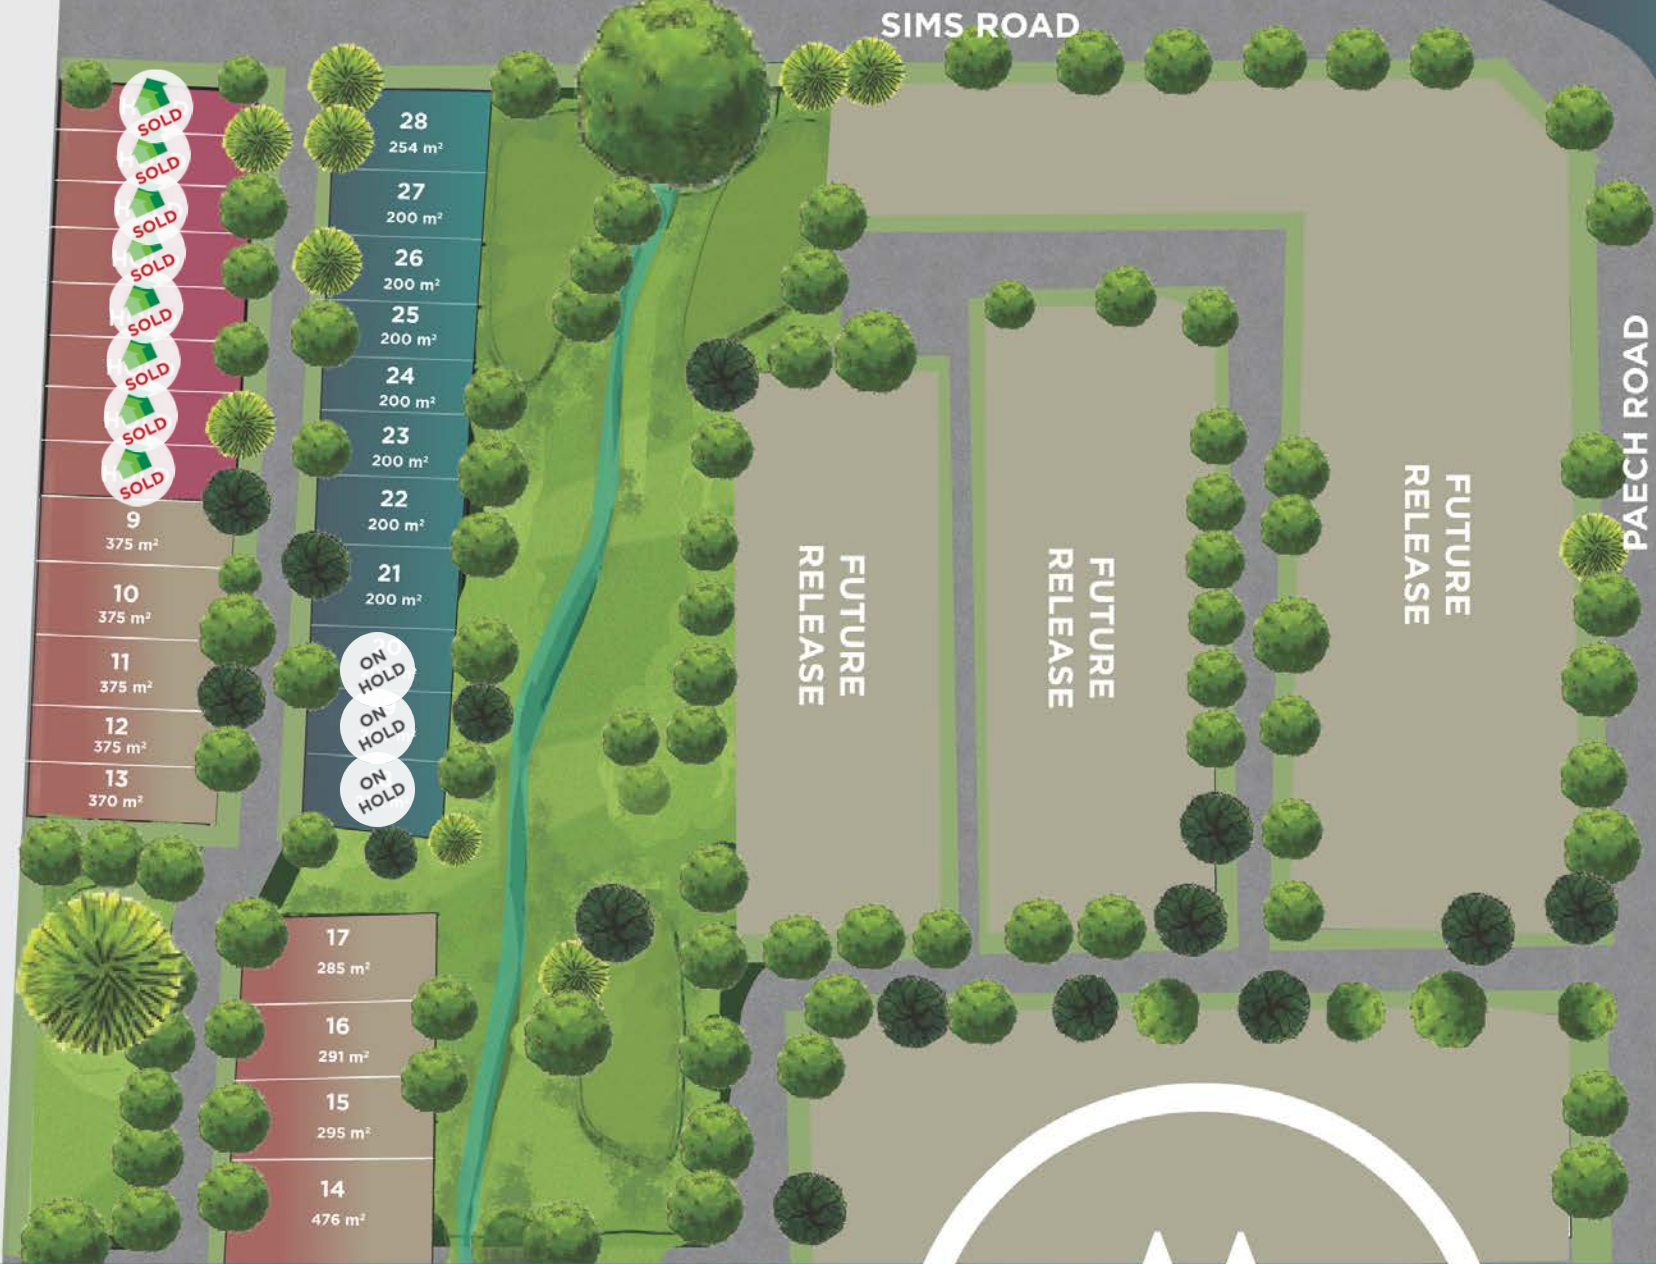 SIMS ROAD
PAECH ROAD
SOLD
SOLD
SOLD
SOLD
SOLD
SOLD
SOLD
SOLD
9
375 m²
10
375 m²
11
375 m²
12
375 m²
13
370 m²
28
254 m²
27
200 m²
26
200 m²
25
200 m²
24
200 m²
23
200 m²
22
200 m²
21
200 m²
20
ON
HOLD
ON
HOLD
ON
HOLD
17
285 m²
16
291 m²
15
295 m²
14
476 m²
FUTURE
RELEASE
FUTURE
RELEASE
FUTURE
RELEASE